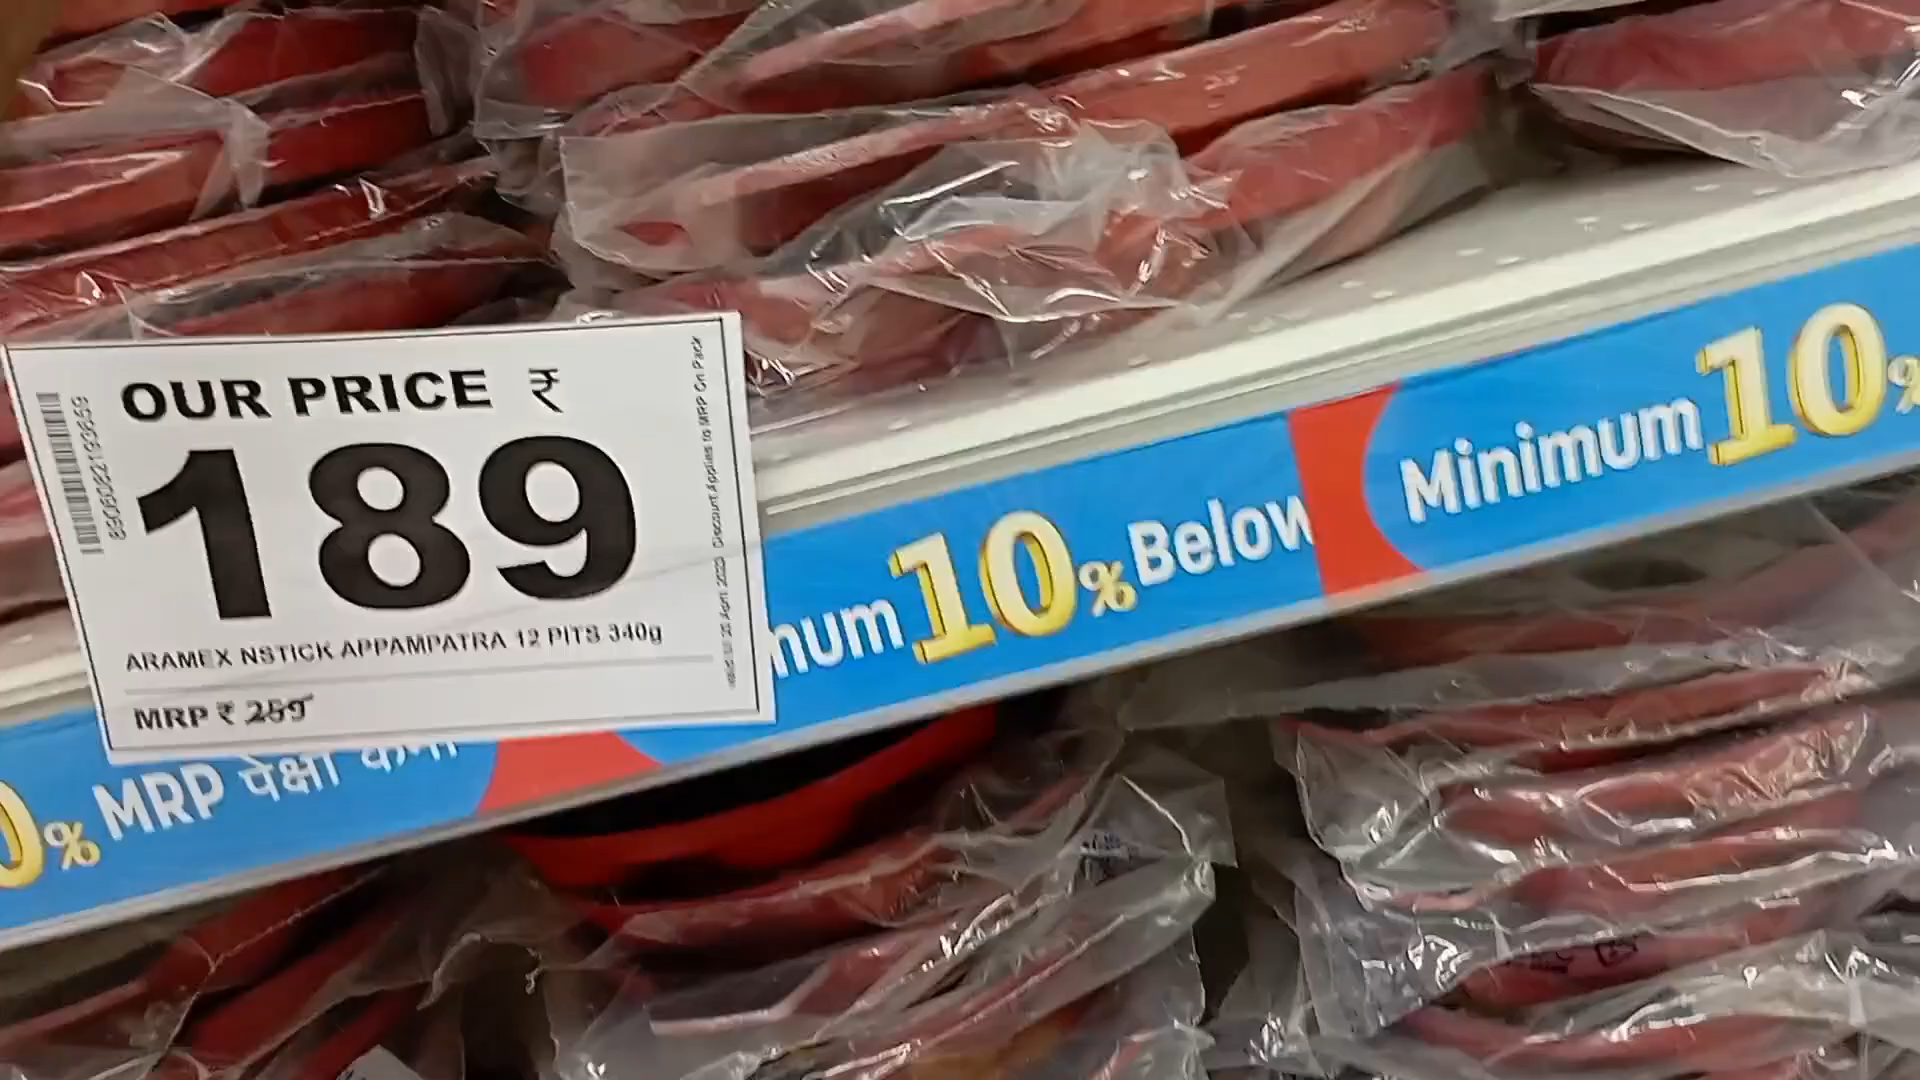 OUR PRICE ₹
189
ARAMEX NSTICK APPAMPATRA 12 PITS 340g
MRP ₹ 259
Discount Applies to MRP On Pack
num 10% Below
Minimum 10%
0% MRP पेक्षा कमी